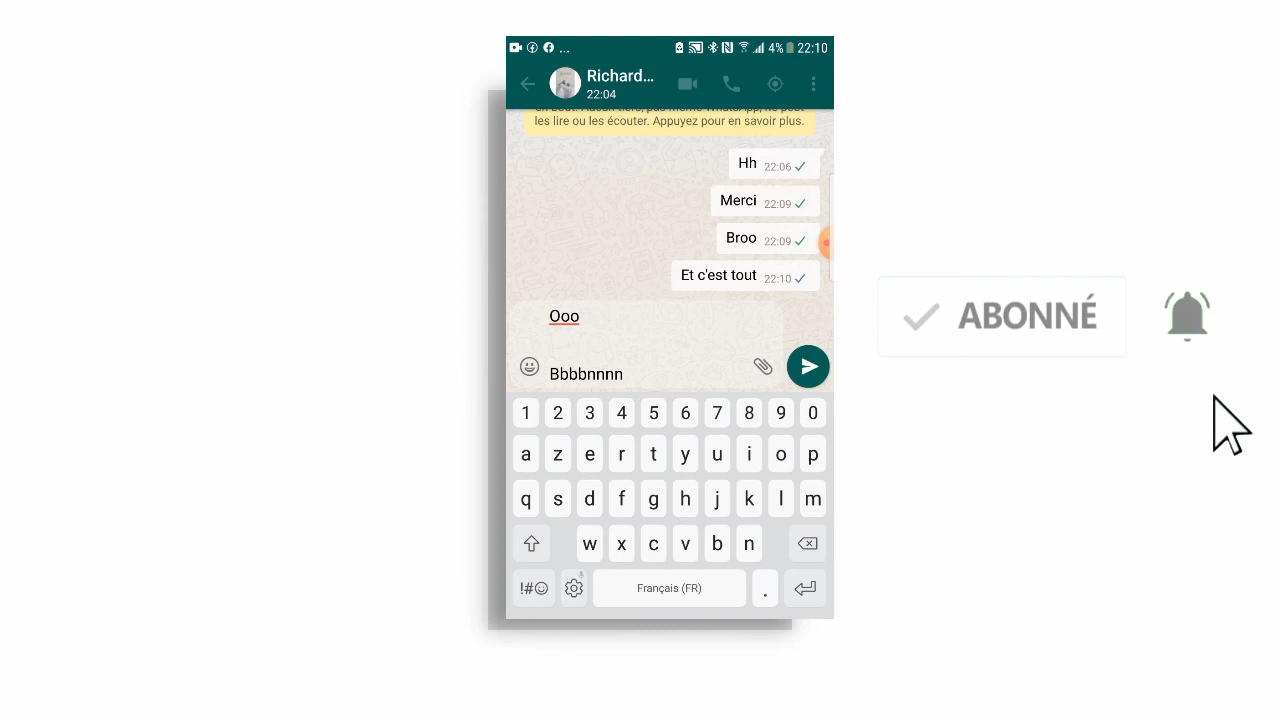 ... 4% 22:10
Richard...
22:04
les lire ou les écouter. Appuyez pour en savoir plus.
Hh 22:06
Merci 22:09
Broo 22:09
Et c'est tout 22:10
Ooo
Bbbbnnnn
ABONNÉ
1 2 3 4 5 6 7 8 9 0
a z e r t y u i o p
q s d f g h j k l m
w x c v b n
!#☺ Français (FR) .